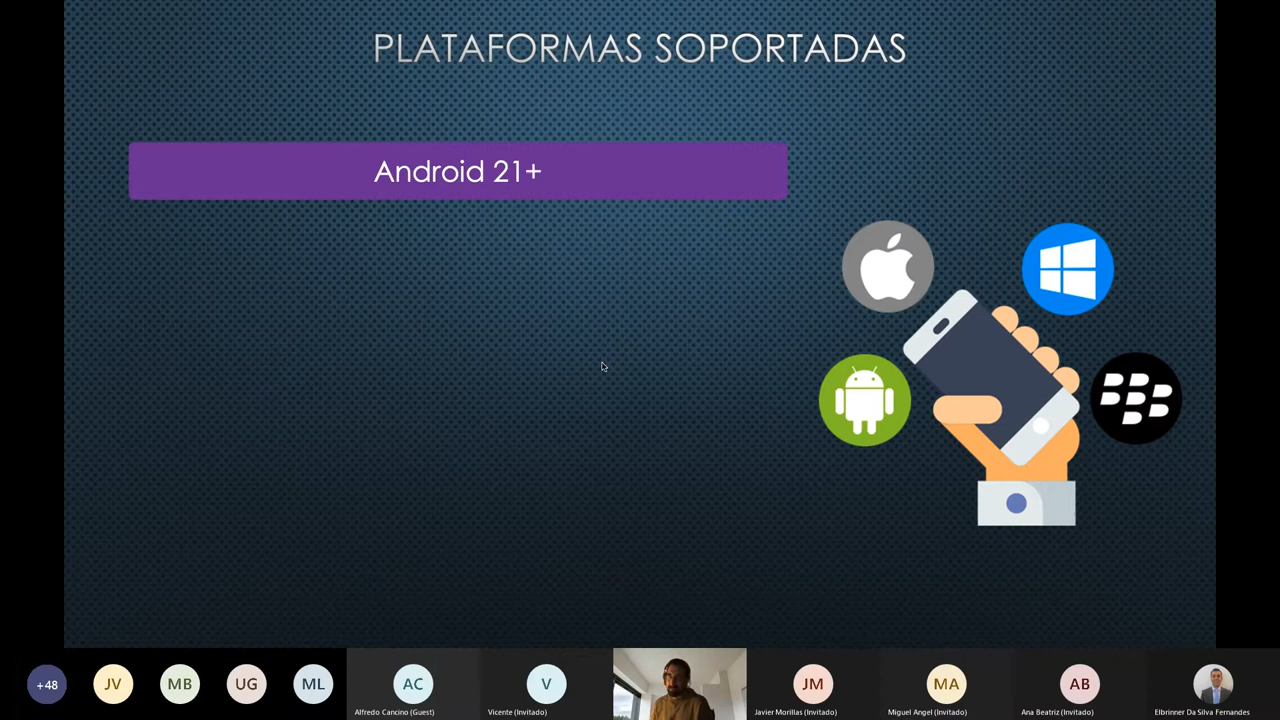 PLATAFORMAS SOPORTADAS
Android 21+
+48
JV
MB
UG
ML
AC
Alfredo Cancino (Guest)
V
Vicente (Invitado)
JM
Javier Morillas (Invitado)
MA
Miguel Angel (Invitado)
AB
Ana Beatriz (Invitado)
Elbrinner Da Silva Fernandes